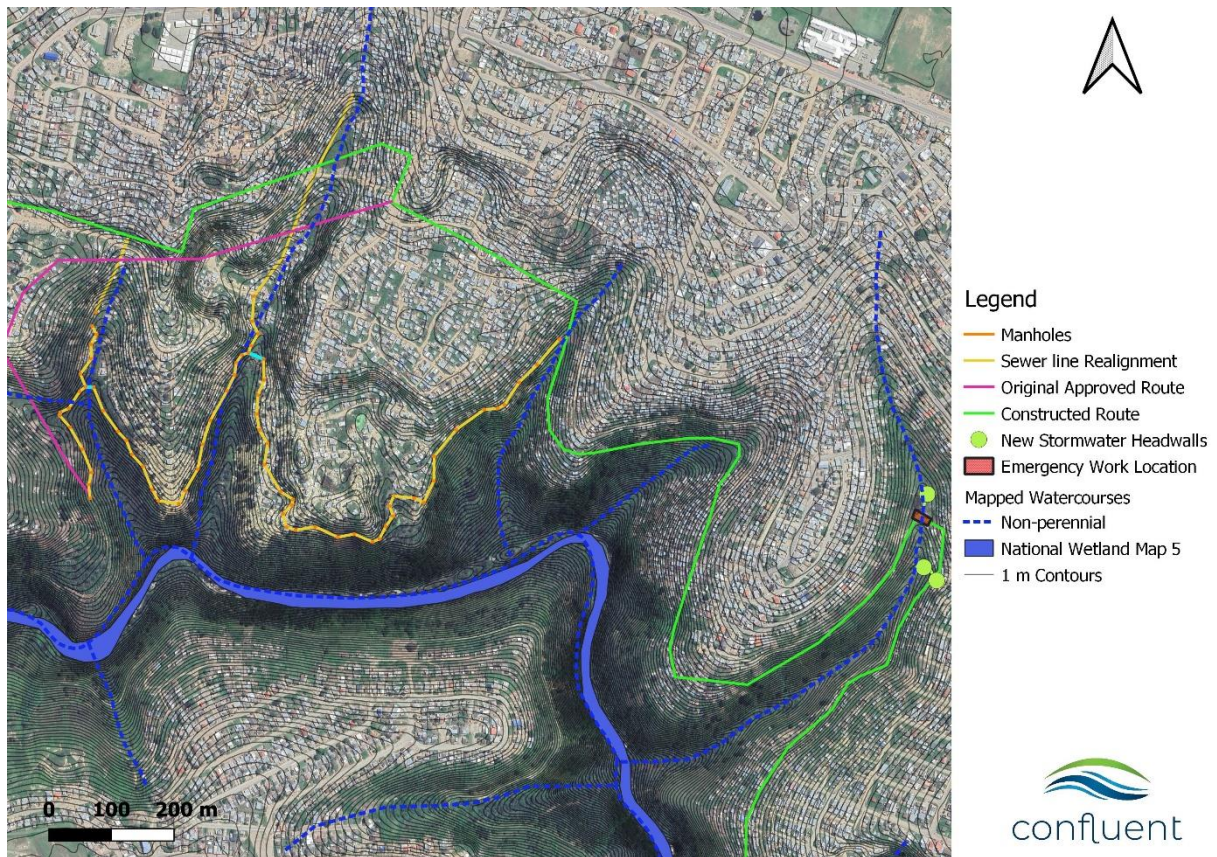 Legend
Manholes
Sewer line Realignment
Original Approved Route
Constructed Route
New Stormwater Headwalls
Emergency Work Location
Mapped Watercourses
Non-perennial
National Wetland Map 5
1 m Contours
0 100 200 m
confluent